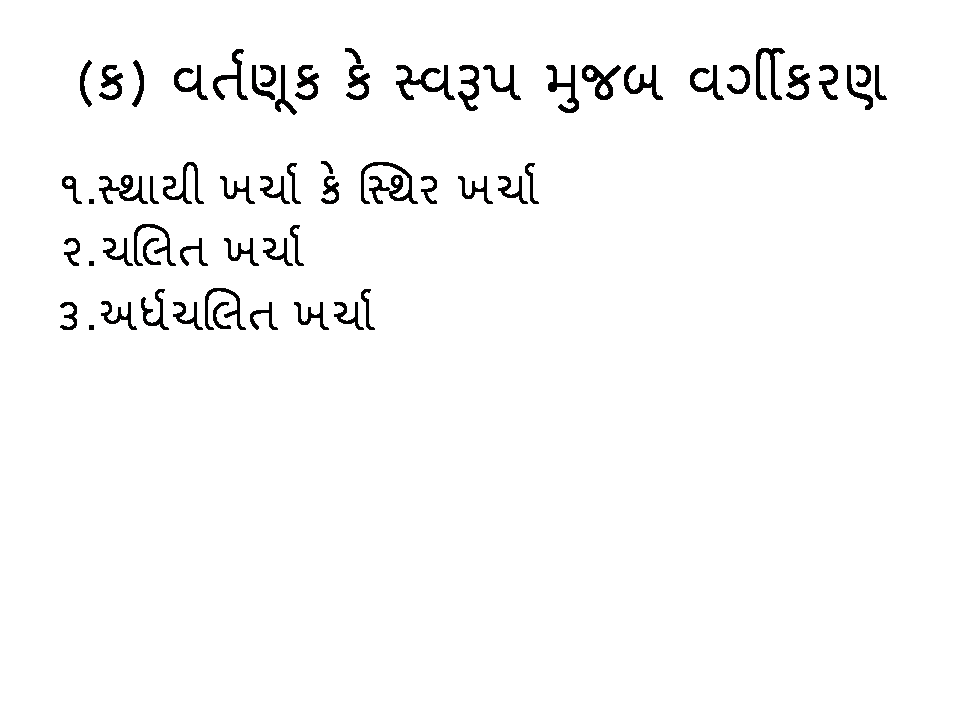 (ક) વર્તણૂક કે સ્વરૂપ મુજબ વર્ગીકરણ
૧.સ્થાયી ખર્ચા કે સ્થિર ખર્ચા
૨.ચલિત ખર્ચા
૩.અર્ધચલિત ખર્ચા